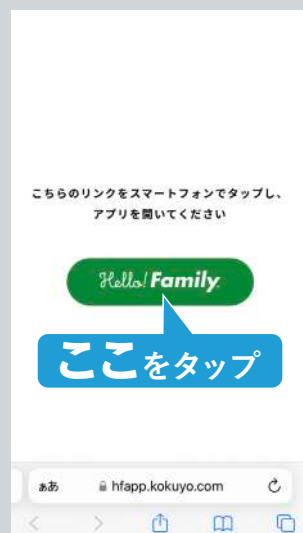 こちらのリンクをスマートフォンでタップし、
アプリを開いてください
Hello! Family.
ここをタップ
ぁあ hfapp.kokuyo.com